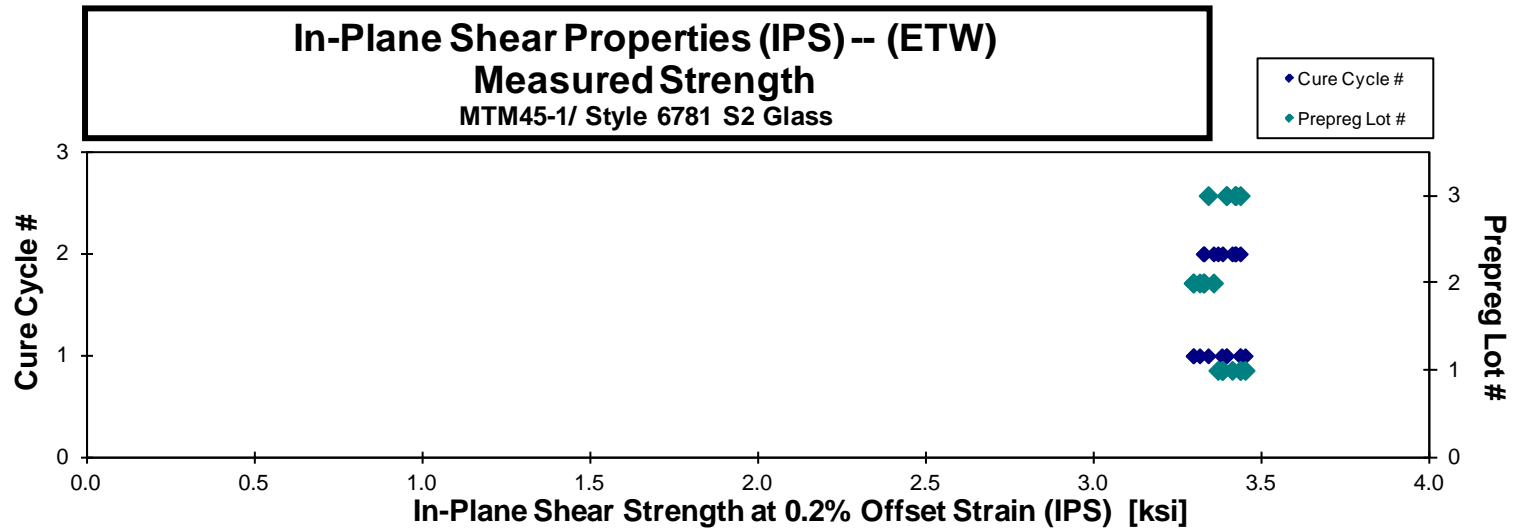 In-Plane Shear Properties (IPS) -- (ETW)
Measured Strength
MTM45-1/ Style 6781 S2 Glass
Cure Cycle #
Prepreg Lot #
3
2
1
0
Cure Cycle #
3
2
1
0
Prepreg Lot #
0.0 0.5 1.0 1.5 2.0 2.5 3.0 3.5 4.0
In-Plane Shear Strength at 0.2% Offset Strain (IPS) [ksi]